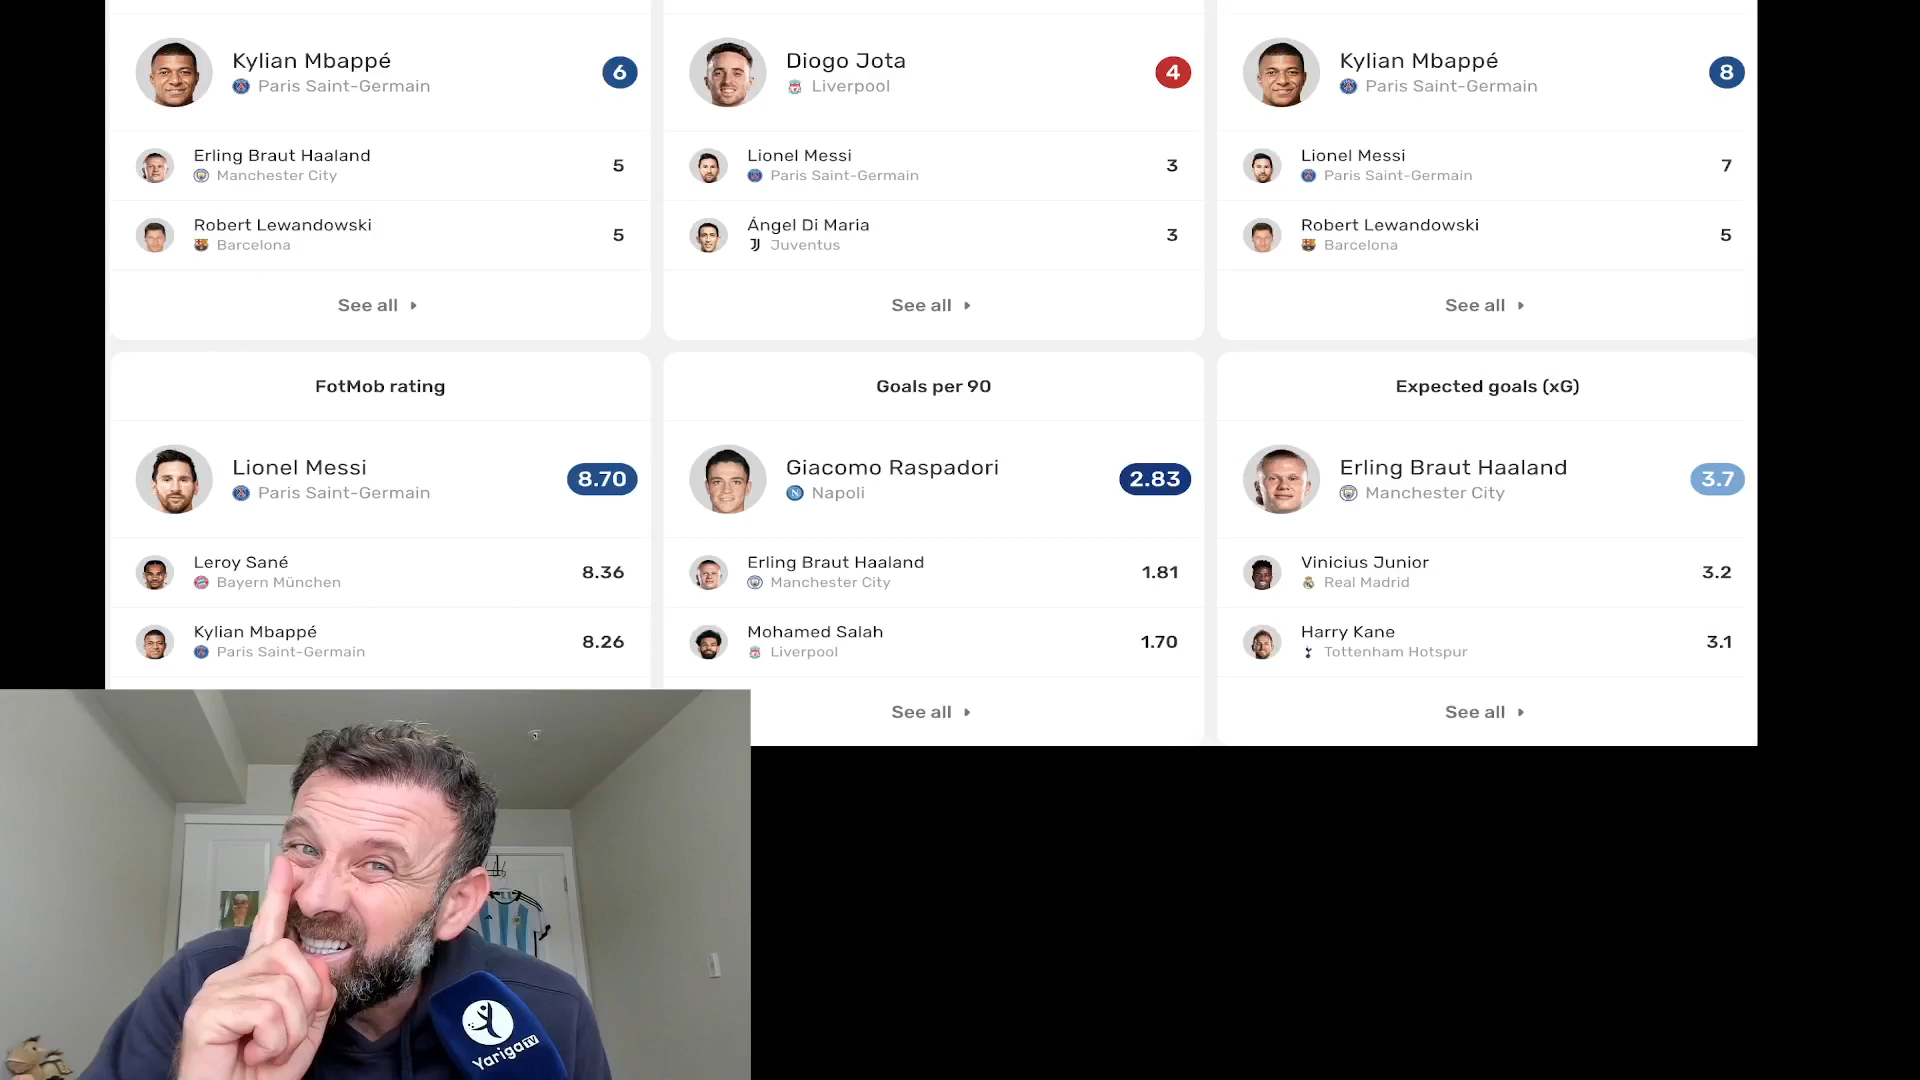 Kylian Mbappé
Paris Saint-Germain
6
Erling Braut Haaland
Manchester City
5
Robert Lewandowski
Barcelona
5
See all
Diogo Jota
Liverpool
4
Lionel Messi
Paris Saint-Germain
3
Ángel Di Maria
Juventus
3
See all
Kylian Mbappé
Paris Saint-Germain
8
Lionel Messi
Paris Saint-Germain
7
Robert Lewandowski
Barcelona
5
See all
FotMob rating
Lionel Messi
Paris Saint-Germain
8.70
Leroy Sané
Bayern München
8.36
Kylian Mbappé
Paris Saint-Germain
8.26
Goals per 90
Giacomo Raspadori
Napoli
2.83
Erling Braut Haaland
Manchester City
1.81
Mohamed Salah
Liverpool
1.70
See all
Expected goals (xG)
Erling Braut Haaland
Manchester City
3.7
Vinicius Junior
Real Madrid
3.2
Harry Kane
Tottenham Hotspur
3.1
See all
YarigaTV